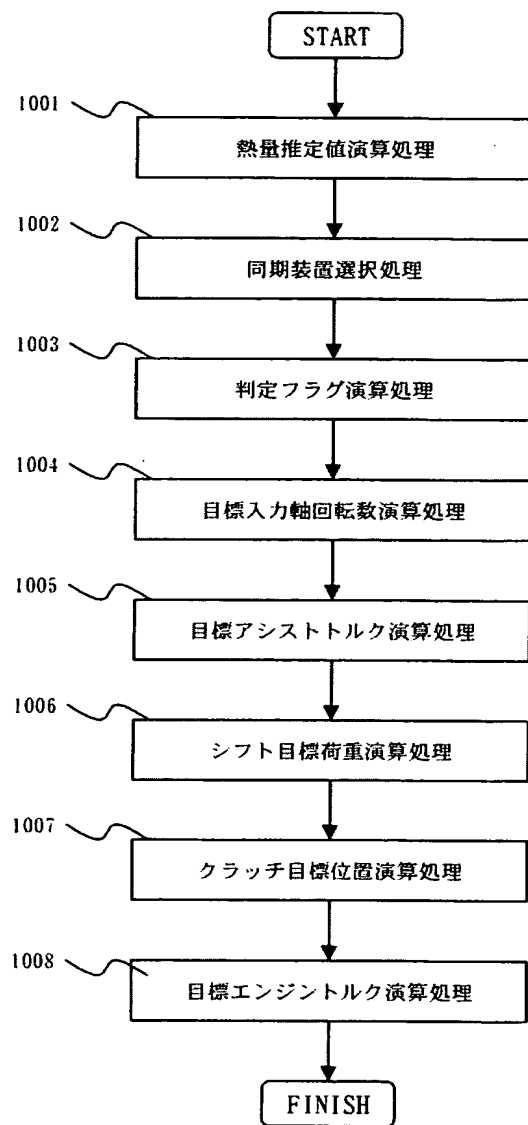 START
1001
熱量推定値演算処理
1002
同期装置選択処理
1003
判定フラグ演算処理
1004
目標入力軸回転数演算処理
1005
目標アシストトルク演算処理
1006
シフト目標荷重演算処理
1007
クラッチ目標位置演算処理
1008
目標エンジントルク演算処理
FINISH